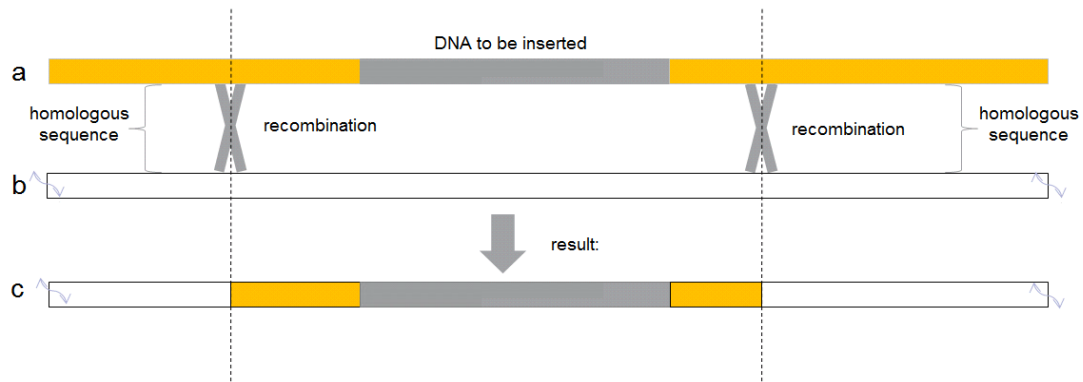 DNA to be inserted
a
homologous
sequence
recombination
recombination
homologous
sequence
b
result:
c